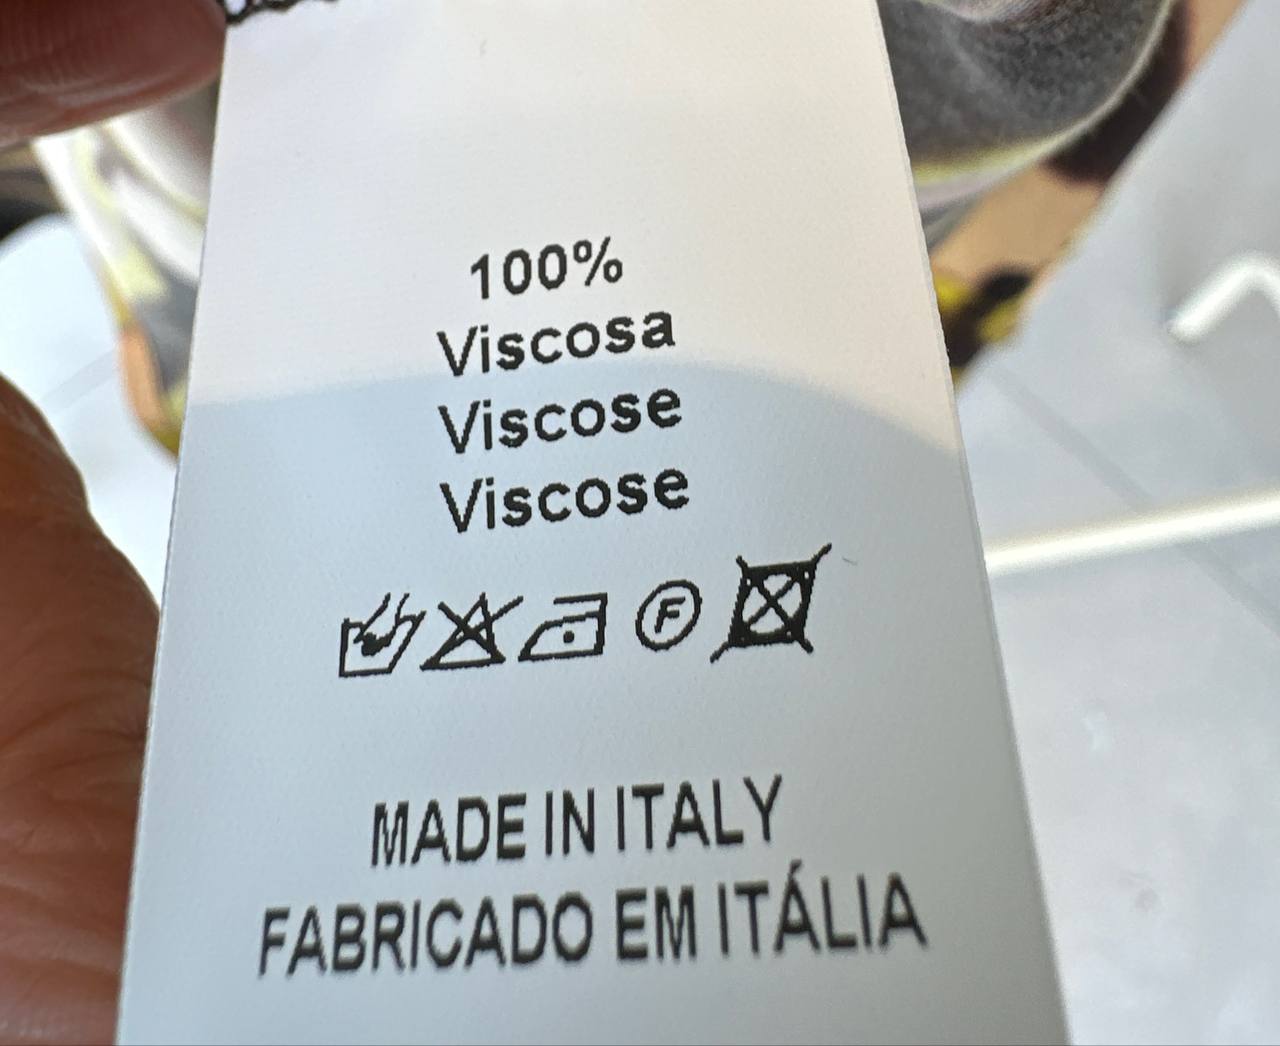 100%
Viscosa
Viscose
Viscose
F
MADE IN ITALY
FABRICADO EM ITÁLIA